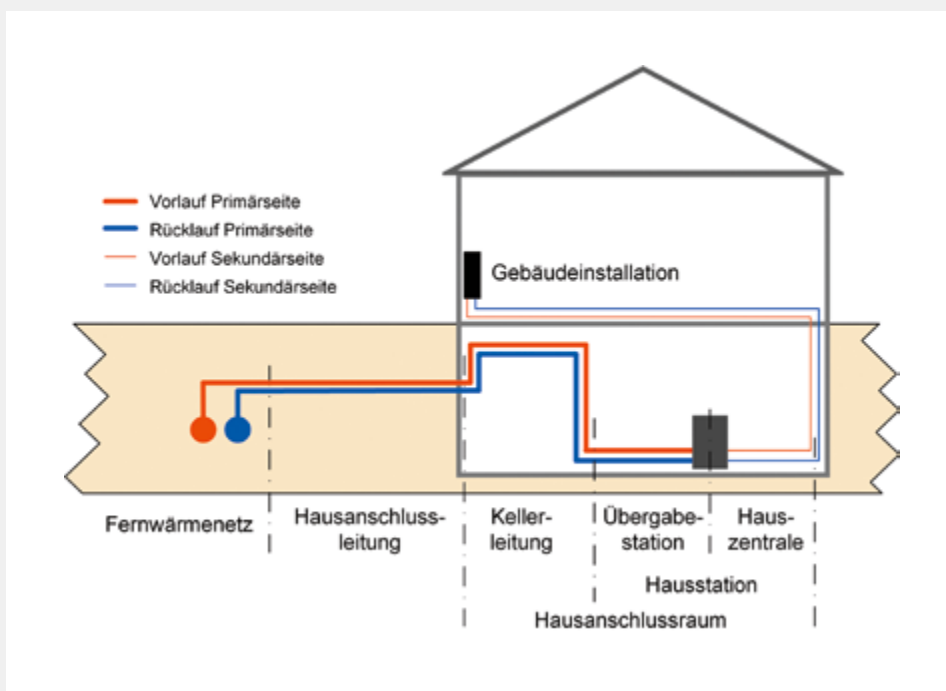 Vorlauf Primärseite
Rücklauf Primärseite
Vorlauf Sekundärseite
Rücklauf Sekundärseite
Gebäudeinstallation
Fernwärmenetz
Hausanschluss-
leitung
Keller-
leitung
Übergabe-
station
Haus-
zentrale
Hausstation
Hausanschlussraum